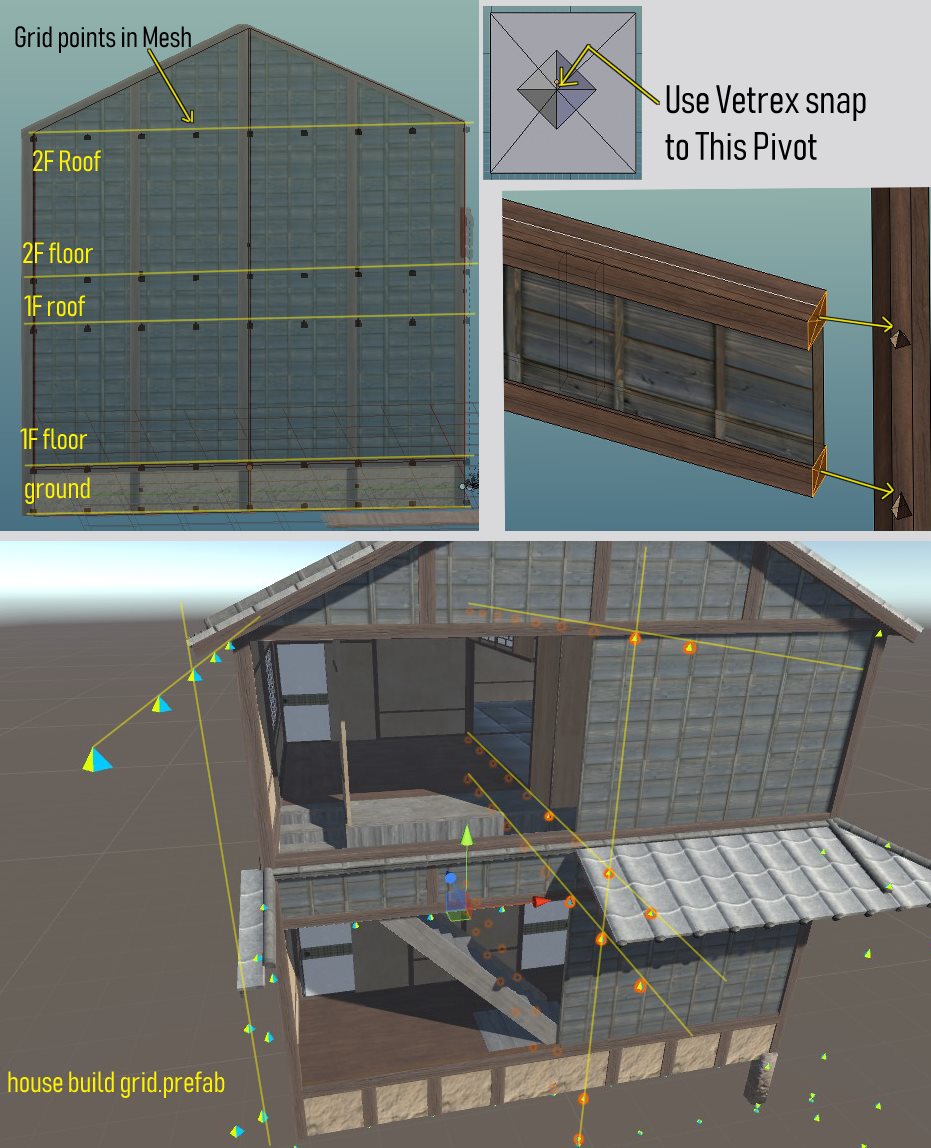 Grid points in Mesh
2F Roof
2F floor
1F roof
1F floor
ground
Use Vetrex snap
to This Pivot
house build grid.prefab